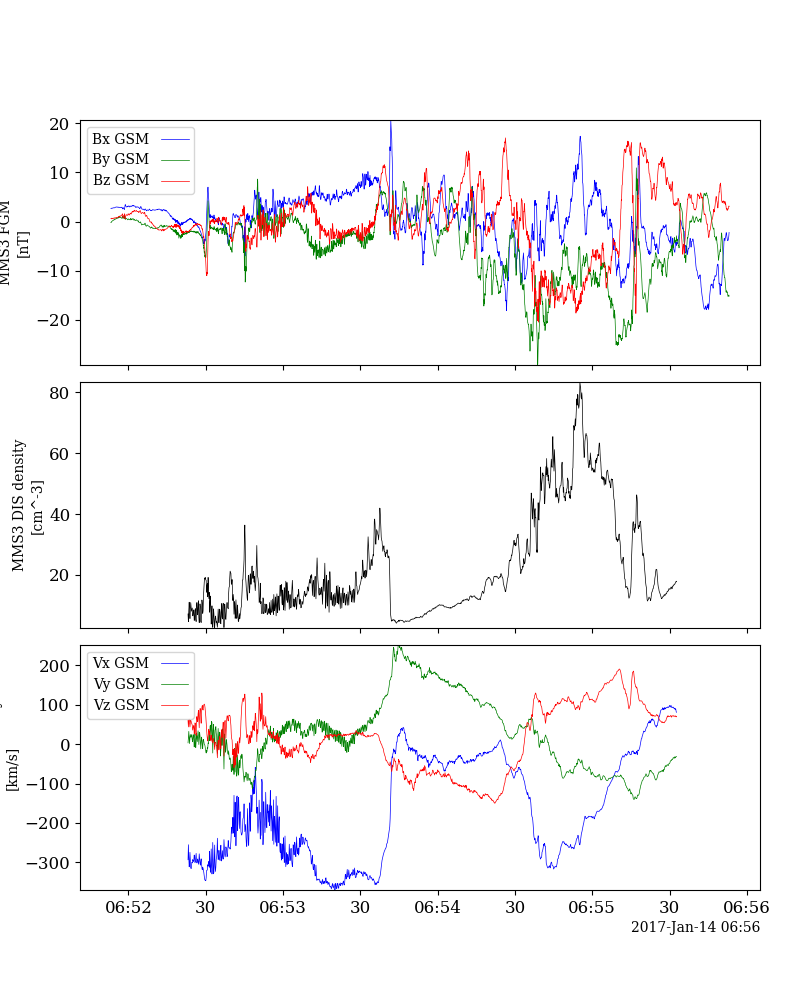 20
10
0
−10
−20
MMS3 FGM
[nT]
Bx GSM
By GSM
Bz GSM
80
60
40
20
MMS3 DIS density
[cm^-3]
200
100
0
−100
−200
−300
[km/s]
Vx GSM
Vy GSM
Vz GSM
06:52 30 06:53 30 06:54 30 06:55 30 06:56
2017-Jan-14 06:56